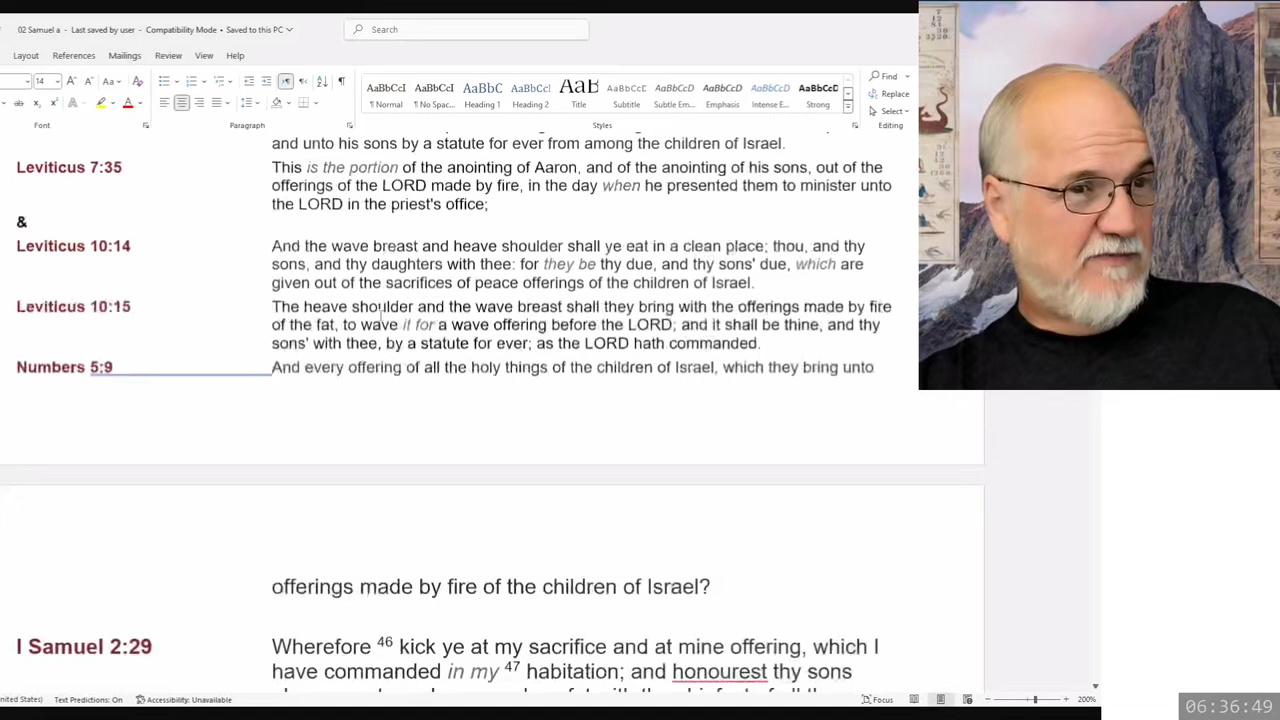 02 Samuel a - Last saved by user - Compatibility Mode - Saved to this PC
Search
Layout References Mailings Review View Help
14
Aa
Find
Replace
Select
AaBbCcI AaBbCcI AaBbC AaBbCcI AaB AaBbCcD AaBbCcD AaBbCcD AaBbCcD AaBbCcD
¶ Normal ¶ No Spac... Heading 1 Heading 2 Title Subtitle Subtle Em... Emphasis Intense E... Strong
Font Paragraph Styles Editing
and unto his sons by a statute for ever from among the children of Israel.
Leviticus 7:35 This is the portion of the anointing of Aaron, and of the anointing of his sons, out of the
offerings of the LORD made by fire, in the day when he presented them to minister unto
the LORD in the priest's office;
&
Leviticus 10:14 And the wave breast and heave shoulder shall ye eat in a clean place; thou, and thy
sons, and thy daughters with thee: for they be thy due, and thy sons' due, which are
given out of the sacrifices of peace offerings of the children of Israel.
Leviticus 10:15 The heave shoulder and the wave breast shall they bring with the offerings made by fire
of the fat, to wave it for a wave offering before the LORD; and it shall be thine, and thy
sons' with thee, by a statute for ever; as the LORD hath commanded.
Numbers 5:9 And every offering of all the holy things of the children of Israel, which they bring unto
offerings made by fire of the children of Israel?
I Samuel 2:29 Wherefore 46 kick ye at my sacrifice and at mine offering, which I
have commanded in my 47 habitation; and honourest thy sons
United States) Text Predictions: On Accessibility: Unavailable Focus 200%
06:36:49